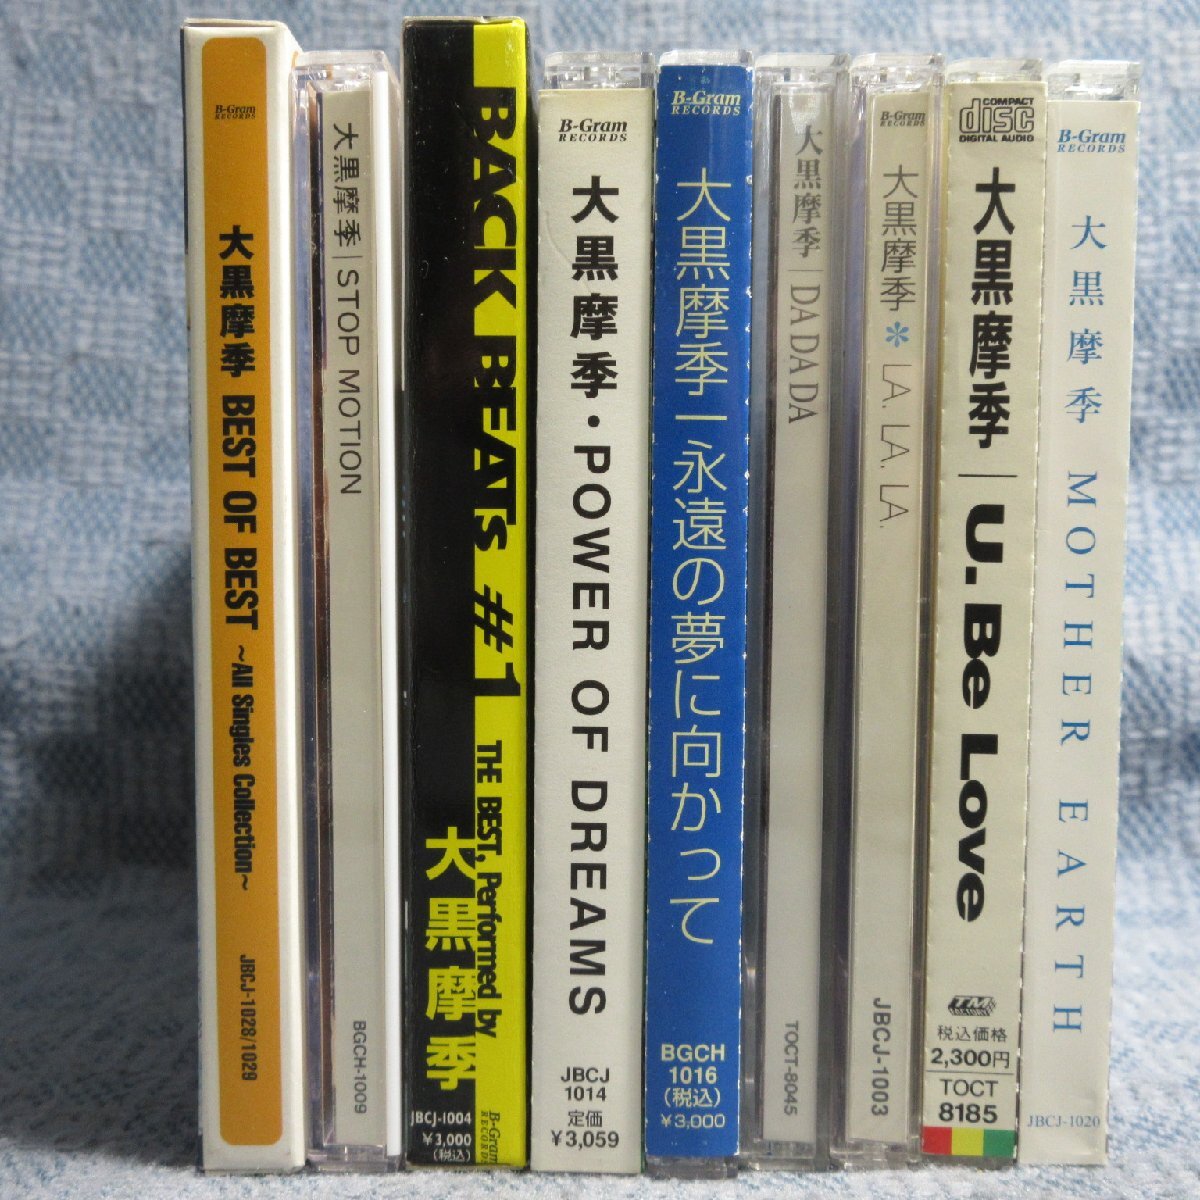 B-Gram
RECORDS
大黒摩季 BEST OF BEST ~All Singles Collection~
JBCJ-1028/1029
大黒摩季|STOP MOTION
BGCH-1009
BACK BEATs #1
THE BEST, Performed by
大黒摩季
JBCJ-1004
¥3,000
(税込)
B-Gram
RECORDS
B-Gram
RECORDS
大黒摩季・POWER OF DREAMS
JBCJ
1014
定価
¥3,059
B-Gram
RECORDS
大黒摩季|永遠の夢に向かって
BGCH
1016
(税込)
¥3,000
大黒摩季|DA DA DA
TOCT-8045
B-Gram
RECORDS
大黒摩季*LA. LA. LA.
JBCJ-1003
COMPACT
disc
DIGITAL AUDIO
大黒摩季|U. Be Love
TM
税込価格
2,300円
TOCT
8185
B-Gram
RECORDS
大黒摩季 MOTHER EARTH
JBCJ-1020